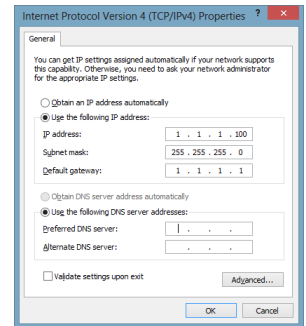 Internet Protocol Version 4 (TCP/IPv4) Properties ? ×
General
You can get IP settings assigned automatically if your network supports
this capability. Otherwise, you need to ask your network administrator
for the appropriate IP settings.
Obtain an IP address automatically
Use the following IP address:
IP address: 1 . 1 . 1 . 100
Subnet mask: 255 . 255 . 255 . 0
Default gateway: 1 . 1 . 1 . 1
Obtain DNS server address automatically
Use the following DNS server addresses:
Preferred DNS server: . . .
Alternate DNS server: . . .
Validate settings upon exit
Advanced...
OK Cancel